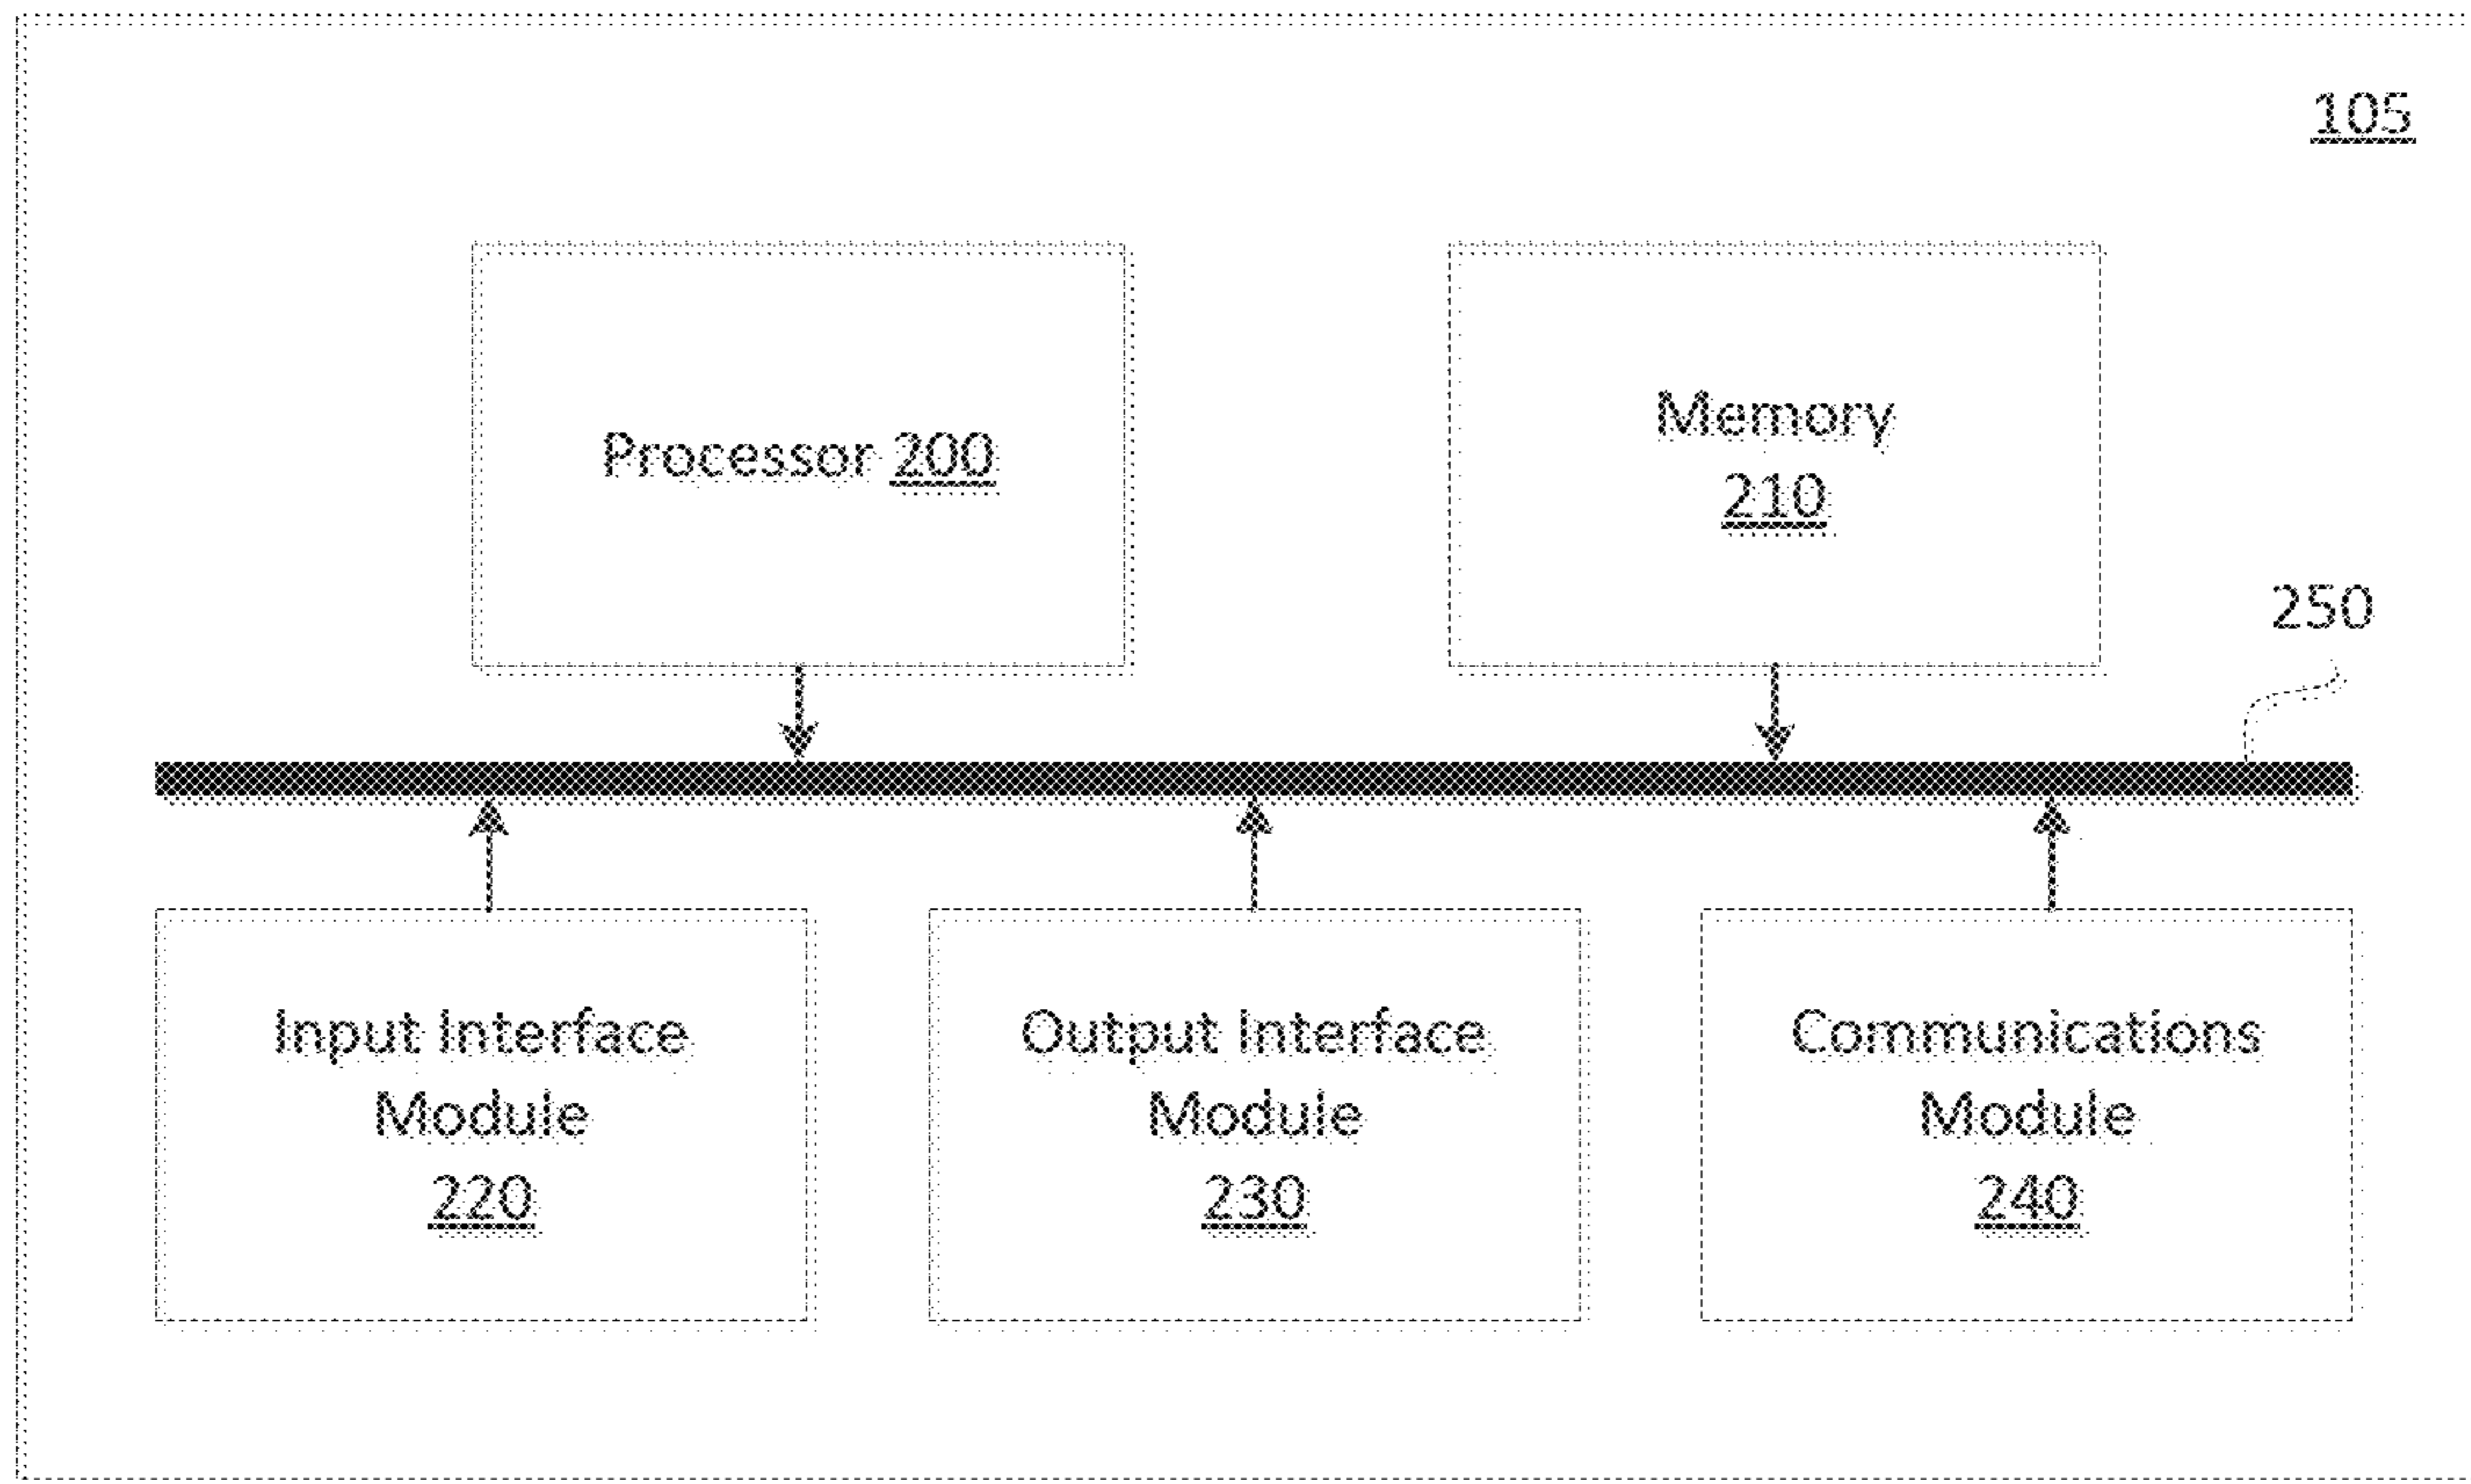 105
Processor 200
Memory
210
250
Input Interface
Module
220
Output Interface
Module
230
Communications
Module
240